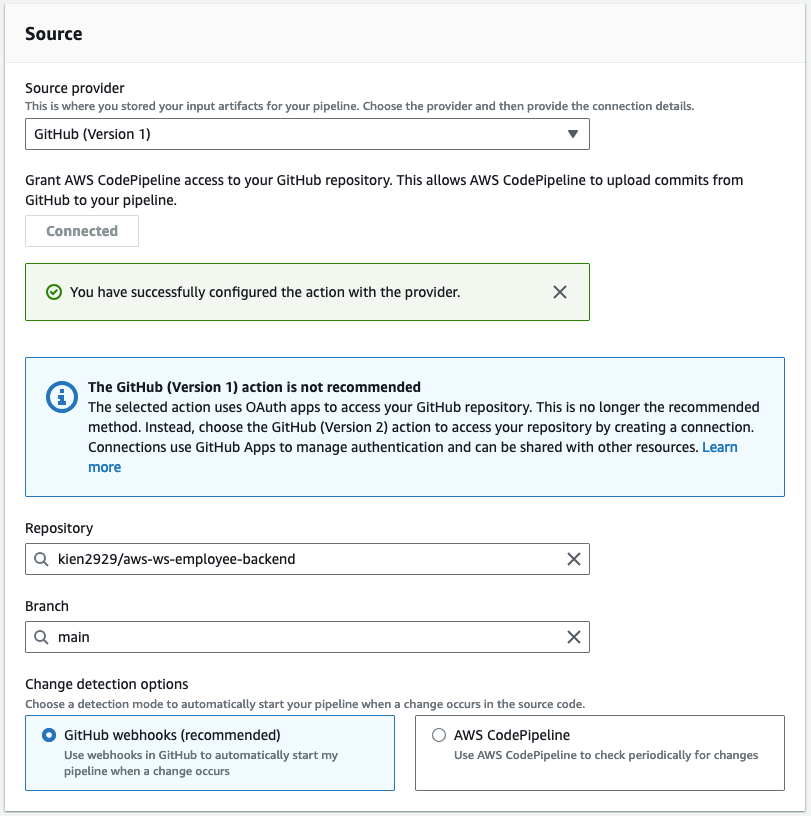 Source
Source provider
This is where you stored your input artifacts for your pipeline. Choose the provider and then provide the connection details.
GitHub (Version 1)
Grant AWS CodePipeline access to your GitHub repository. This allows AWS CodePipeline to upload commits from
GitHub to your pipeline.
Connected
You have successfully configured the action with the provider.
The GitHub (Version 1) action is not recommended
The selected action uses OAuth apps to access your GitHub repository. This is no longer the recommended
method. Instead, choose the GitHub (Version 2) action to access your repository by creating a connection.
Connections use GitHub Apps to manage authentication and can be shared with other resources. Learn
more
Repository
kien2929/aws-ws-employee-backend
Branch
main
Change detection options
Choose a detection mode to automatically start your pipeline when a change occurs in the source code.
GitHub webhooks (recommended)
Use webhooks in GitHub to automatically start my
pipeline when a change occurs
AWS CodePipeline
Use AWS CodePipeline to check periodically for changes